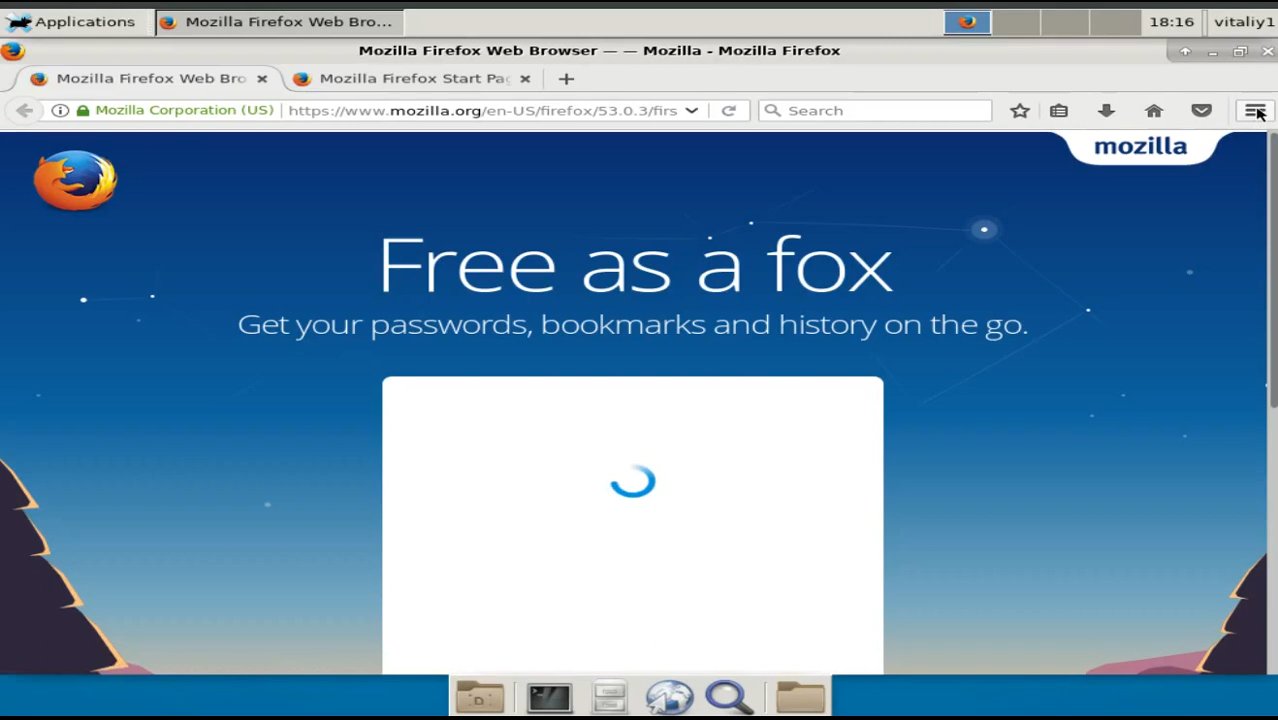 Applications
Mozilla Firefox Web Bro...
18:16
vitaliy1
Mozilla Firefox Web Browser — — Mozilla - Mozilla Firefox
Mozilla Firefox Web Bro
Mozilla Firefox Start Pag
Mozilla Corporation (US)
https://www.mozilla.org/en-US/firefox/53.0.3/firs
Search
mozilla
Free as a fox
Get your passwords, bookmarks and history on the go.